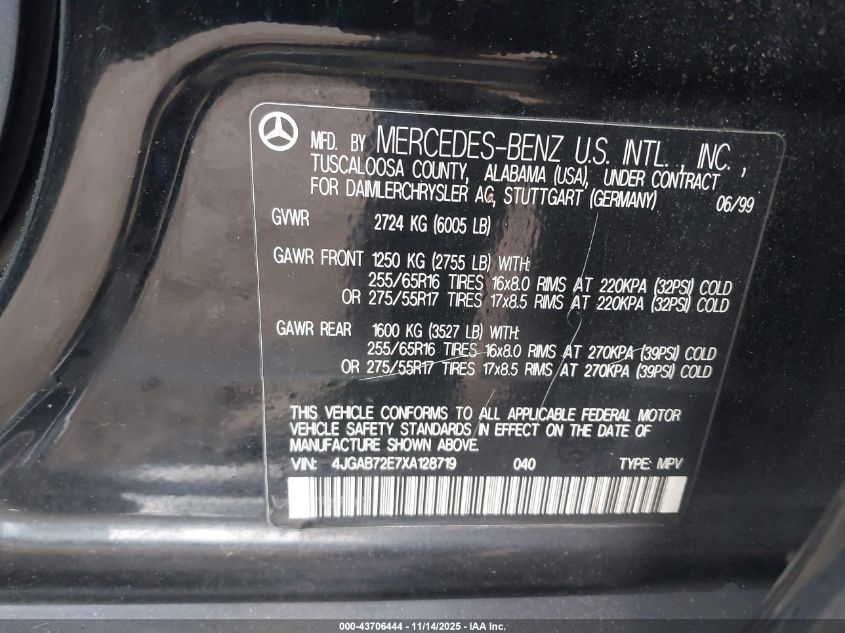 MFD. BY MERCEDES-BENZ U.S. INTL., INC.,
TUSCALOOSA COUNTY, ALABAMA (USA), UNDER CONTRACT
FOR DAIMLERCHRYSLER AG, STUTTGART (GERMANY) 06/99
GVWR 2724 KG (6005 LB)
GAWR FRONT 1250 KG (2755 LB) WITH:
255/65R16 TIRES 16x8.0 RIMS AT 220KPA (32PSI) COLD
OR 275/55R17 TIRES 17x8.5 RIMS AT 220KPA (32PSI) COLD
GAWR REAR 1600 KG (3527 LB) WITH:
255/65R16 TIRES 16x8.0 RIMS AT 270KPA (39PSI) COLD
OR 275/55R17 TIRES 17x8.5 RIMS AT 270KPA (39PSI) COLD
THIS VEHICLE CONFORMS TO ALL APPLICABLE FEDERAL MOTOR
VEHICLE SAFETY STANDARDS IN EFFECT ON THE DATE OF
MANUFACTURE SHOWN ABOVE.
VIN: 4JGAB72E7XA128719 040 TYPE: MPV
000-43706444 - 11/14/2025 - IAA Inc.